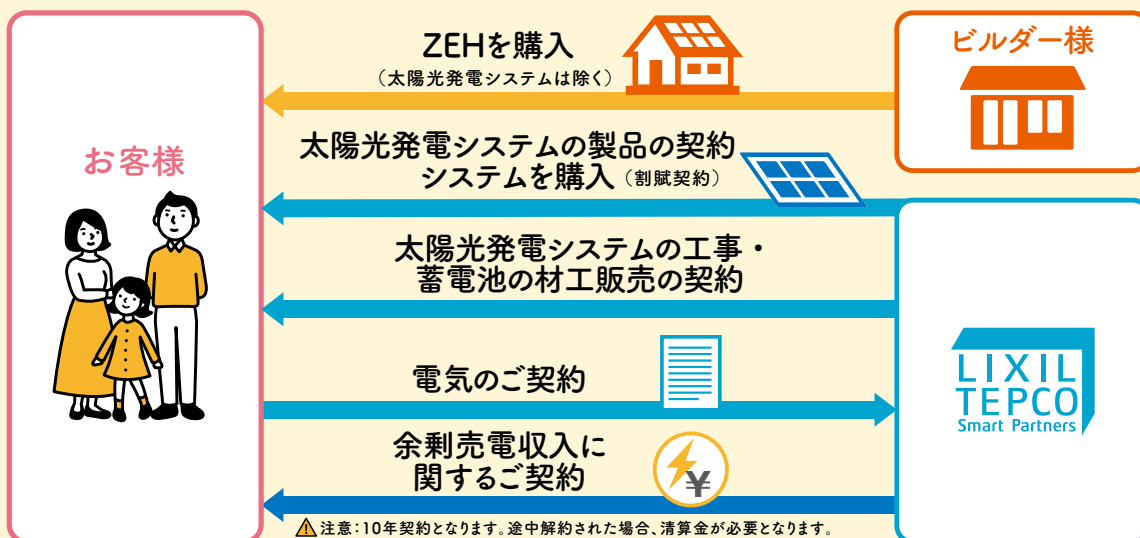 ZEHを購入
（太陽光発電システムは除く）
ビルダー様
お客様
太陽光発電システムの製品の契約
システムを購入（割賦契約）
太陽光発電システムの工事・
蓄電池の材工販売の契約
電気のご契約
LIXIL
TEPCO
Smart Partners
余剰売電収入に
関するご契約
¥
注意：10年契約となります。途中解約された場合、清算金が必要となります。